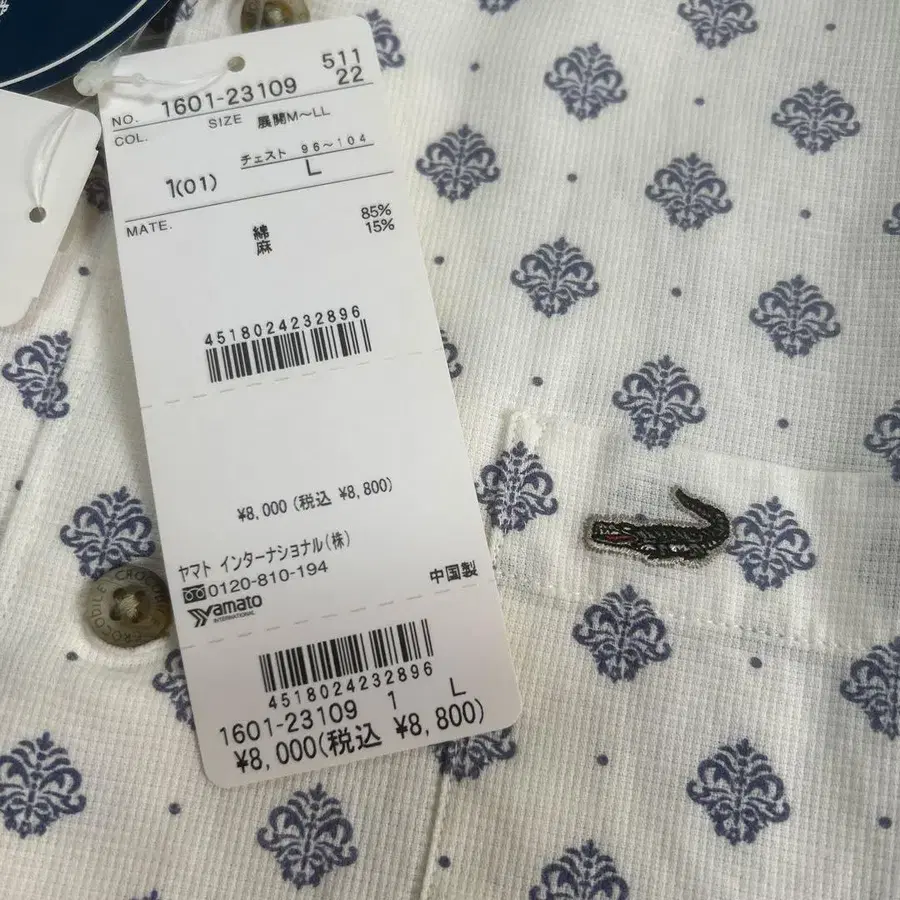 NO. 1601-23109 511
22
COL. SIZE 展開M～LL
チェスト 96～104
1(01) L
MATE. 綿 85%
麻 15%
4518024232896
¥8,000 (税込 ¥8,800)
ヤマト インターナショナル(株)
0120-810-194
中国製
Yamato
INTERNATIONAL
4518024232896
1601-23109 1 L
¥8,000(税込 ¥8,800)
CROCODILE CROCODILE